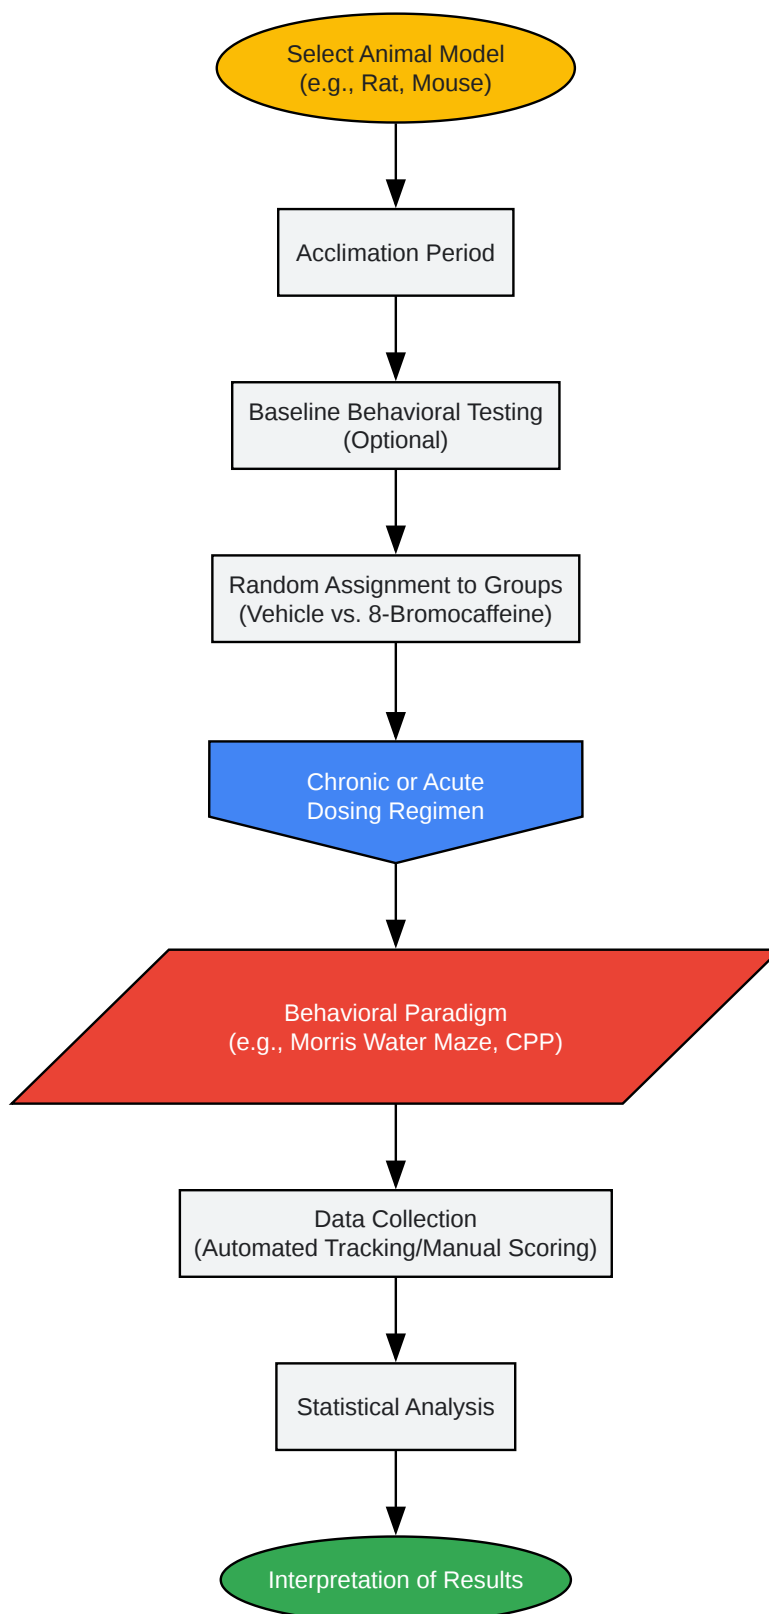 Select Animal Model
(e.g., Rat, Mouse)
Acclimation Period
Baseline Behavioral Testing
(Optional)
Random Assignment to Groups
(Vehicle vs. 8-Bromocaffeine)
Chronic or Acute
Dosing Regimen
Behavioral Paradigm
(e.g., Morris Water Maze, CPP)
Data Collection
(Automated Tracking/Manual Scoring)
Statistical Analysis
Interpretation of Results